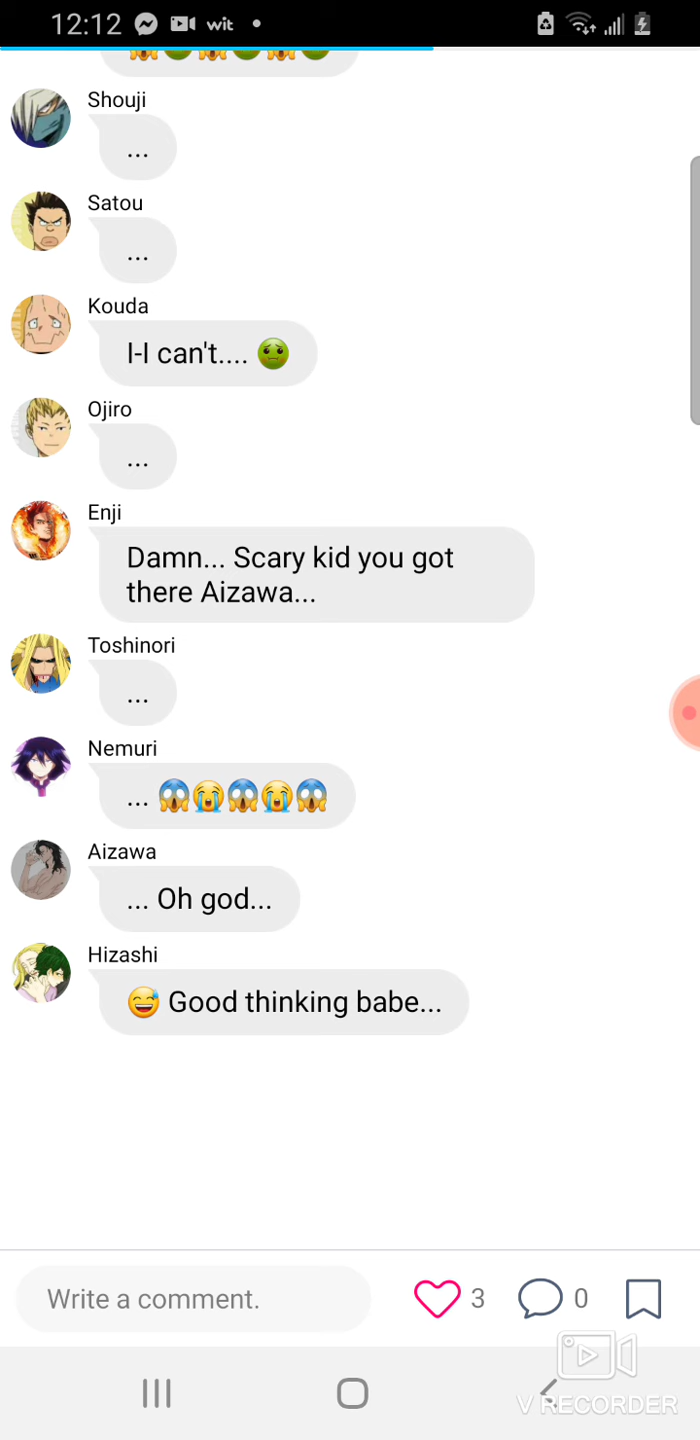 12:12 wit
Shouji
...
Satou
...
Kouda
I-I can't.... 🤢
Ojiro
...
Enji
Damn... Scary kid you got
there Aizawa...
Toshinori
...
Nemuri
... 😱😭😱😭😱
Aizawa
... Oh god...
Hizashi
😅 Good thinking babe...
Write a comment.
3
0
V RECORDER